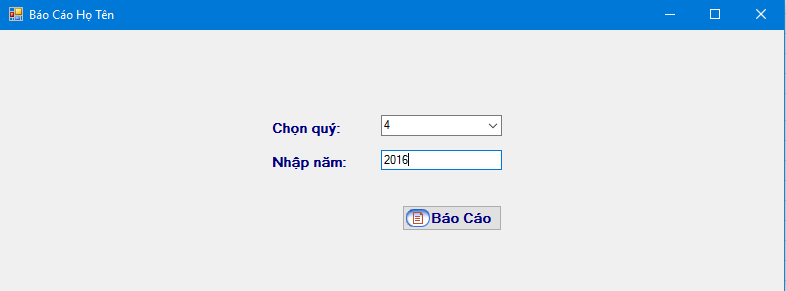 Báo Cáo Họ Tên
Chọn quý: 4
Nhập năm: 2016
Báo Cáo